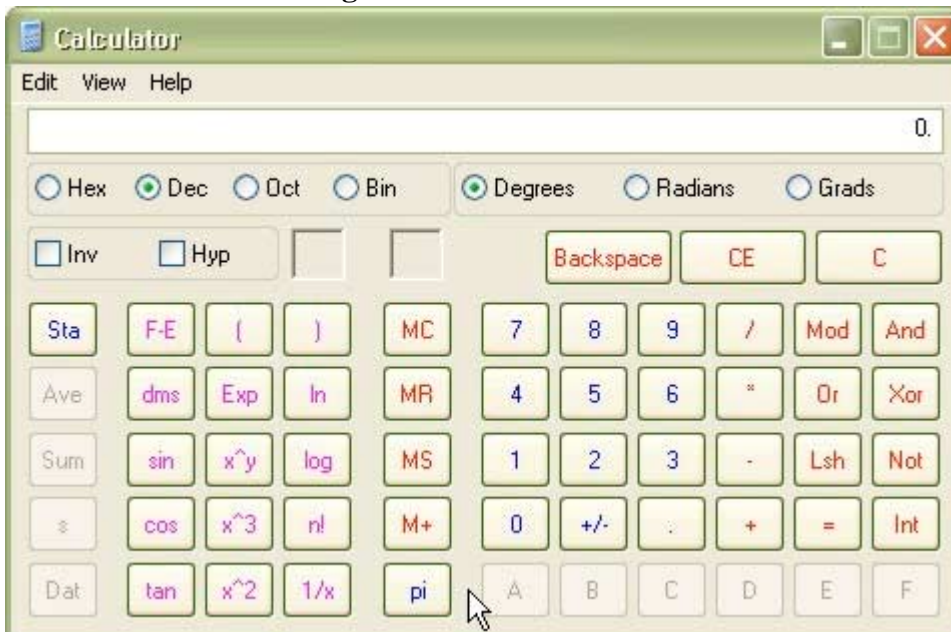 Calculator
Edit View Help
0.
Hex Dec Oct Bin Degrees Radians Grads
Inv Hyp Backspace CE C
Sta F-E ( ) MC 7 8 9 / Mod And
Ave dms Exp ln MR 4 5 6 * Or Xor
Sum sin x^y log MS 1 2 3 - Lsh Not
s cos x^3 n! M+ 0 +/- . + = Int
Dat tan x^2 1/x pi A B C D E F